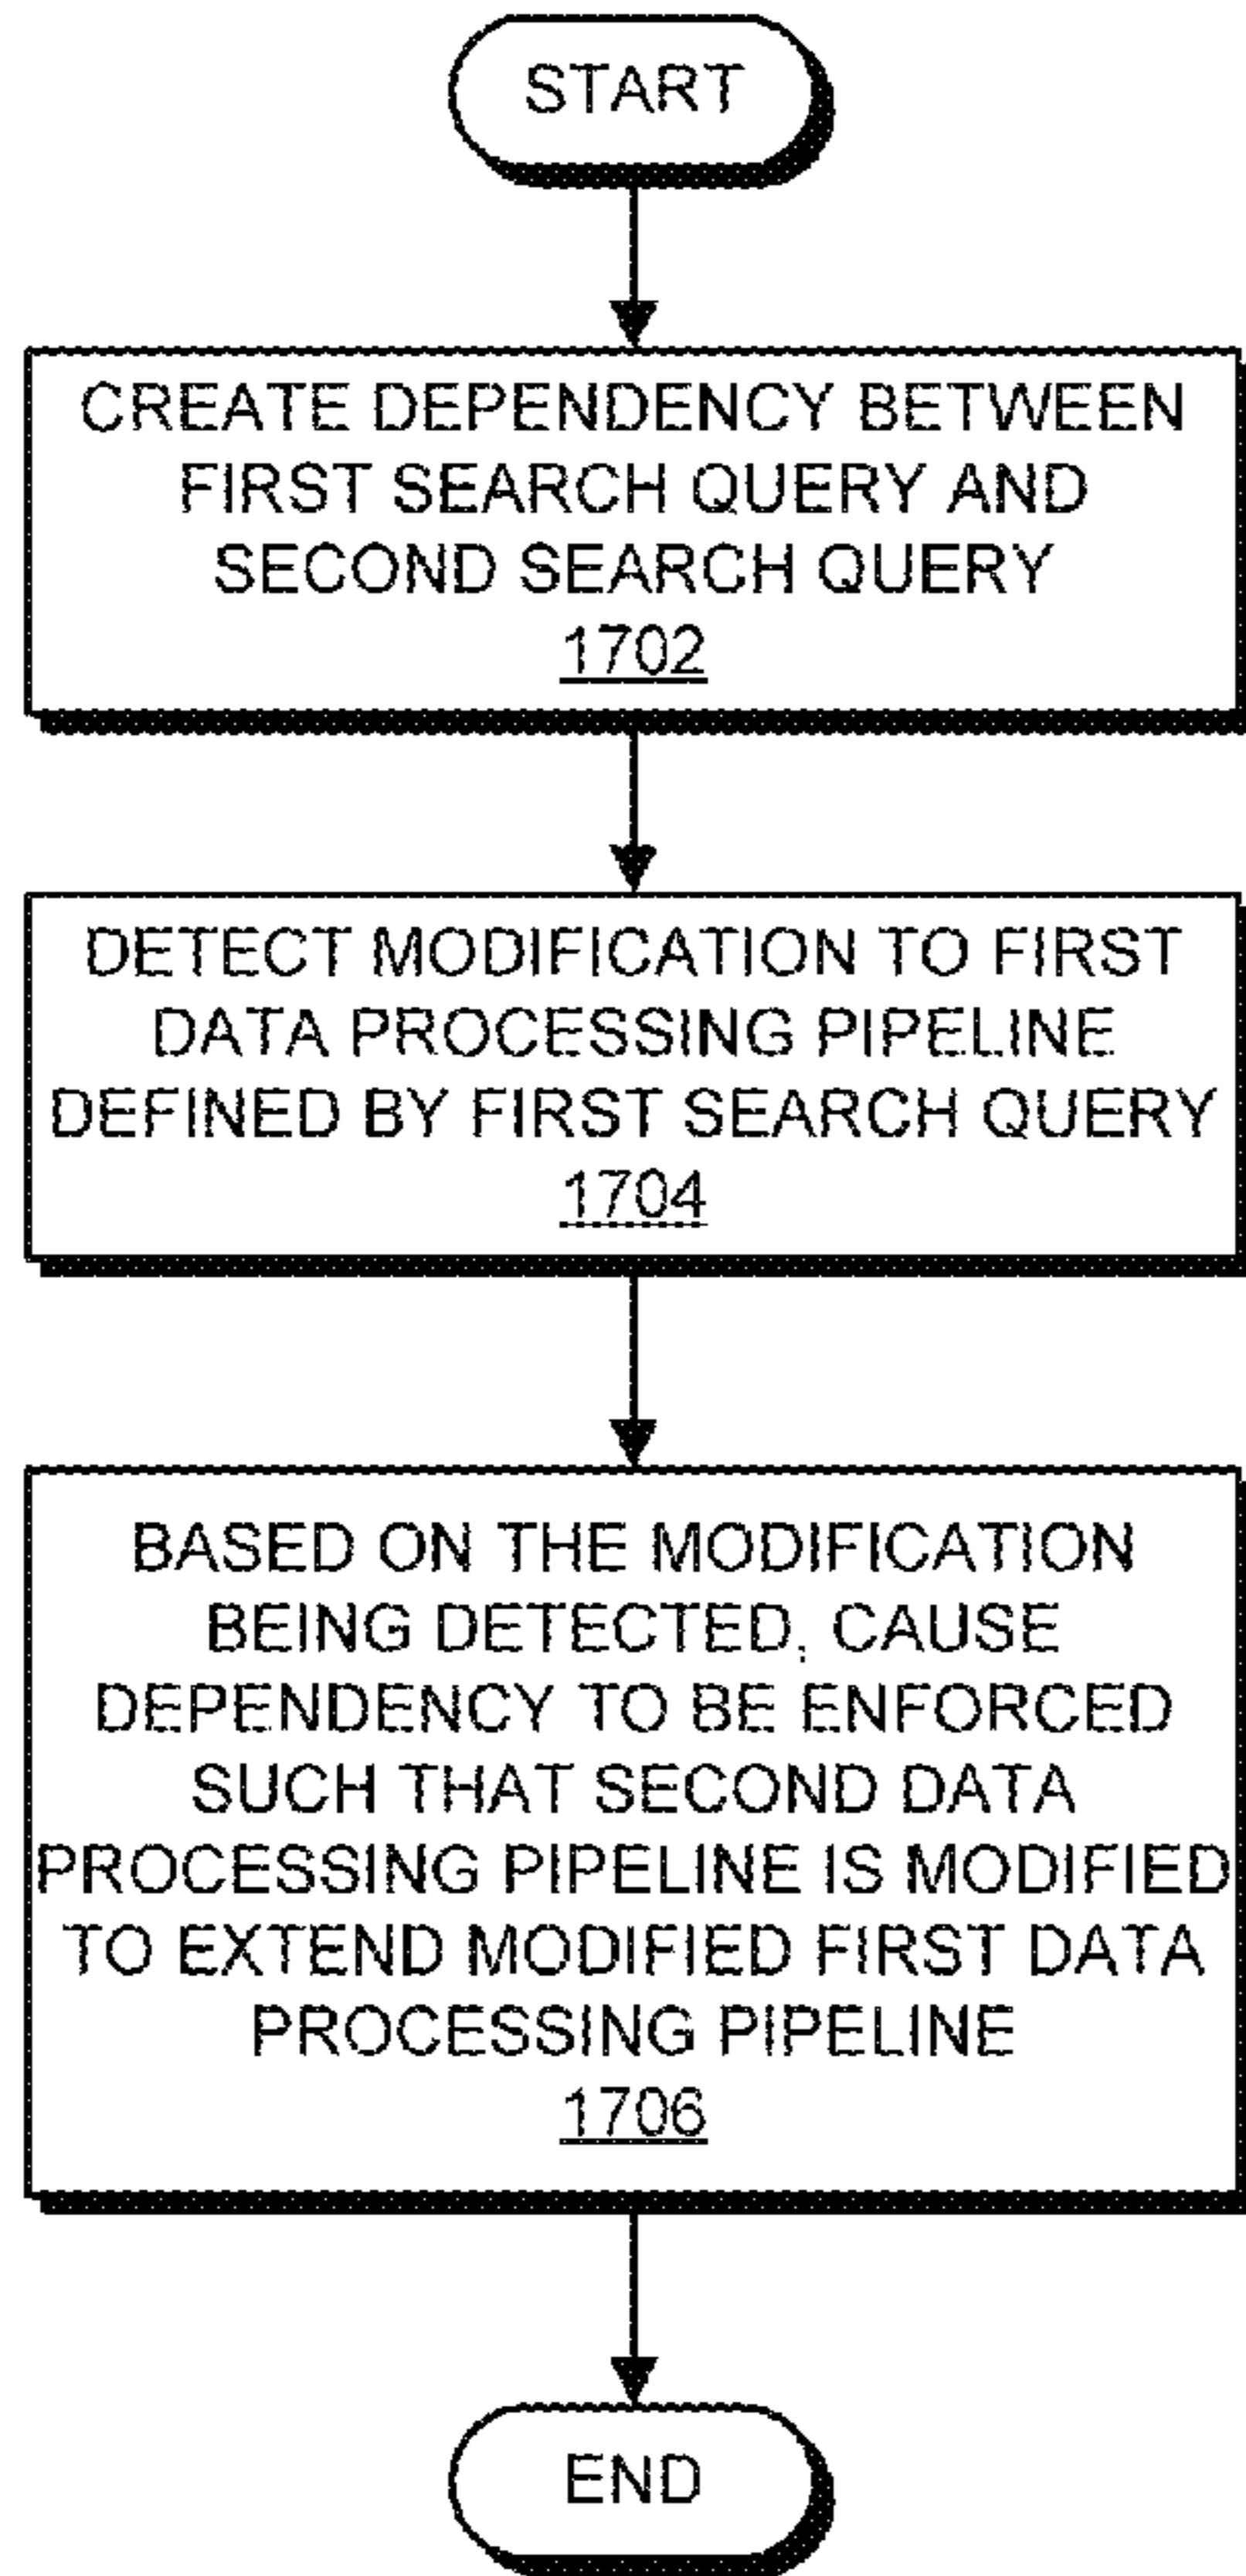 START
CREATE DEPENDENCY BETWEEN
FIRST SEARCH QUERY AND
SECOND SEARCH QUERY
1702
DETECT MODIFICATION TO FIRST
DATA PROCESSING PIPELINE
DEFINED BY FIRST SEARCH QUERY
1704
BASED ON THE MODIFICATION
BEING DETECTED, CAUSE
DEPENDENCY TO BE ENFORCED
SUCH THAT SECOND DATA
PROCESSING PIPELINE IS MODIFIED
TO EXTEND MODIFIED FIRST DATA
PROCESSING PIPELINE
1706
END